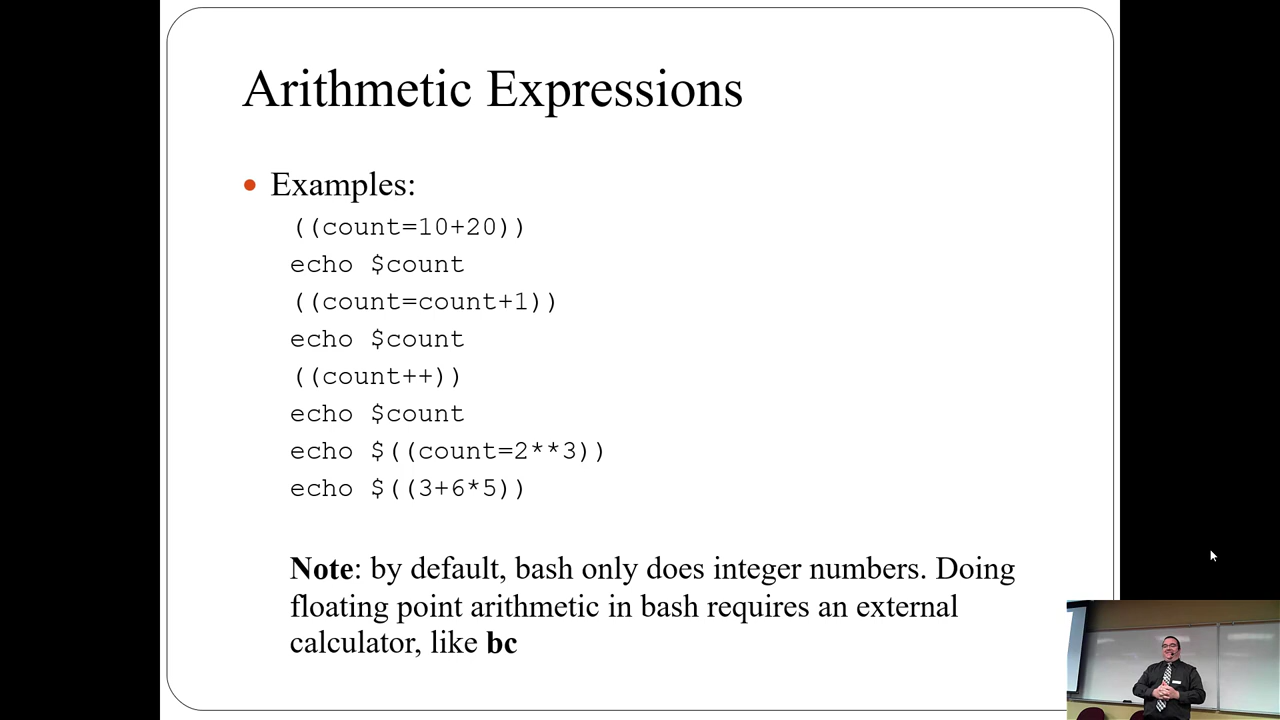 Arithmetic Expressions
• Examples:
((count=10+20))
echo $count
((count=count+1))
echo $count
((count++))
echo $count
echo $((count=2**3))
echo $((3+6*5))
Note: by default, bash only does integer numbers. Doing
floating point arithmetic in bash requires an external
calculator, like bc